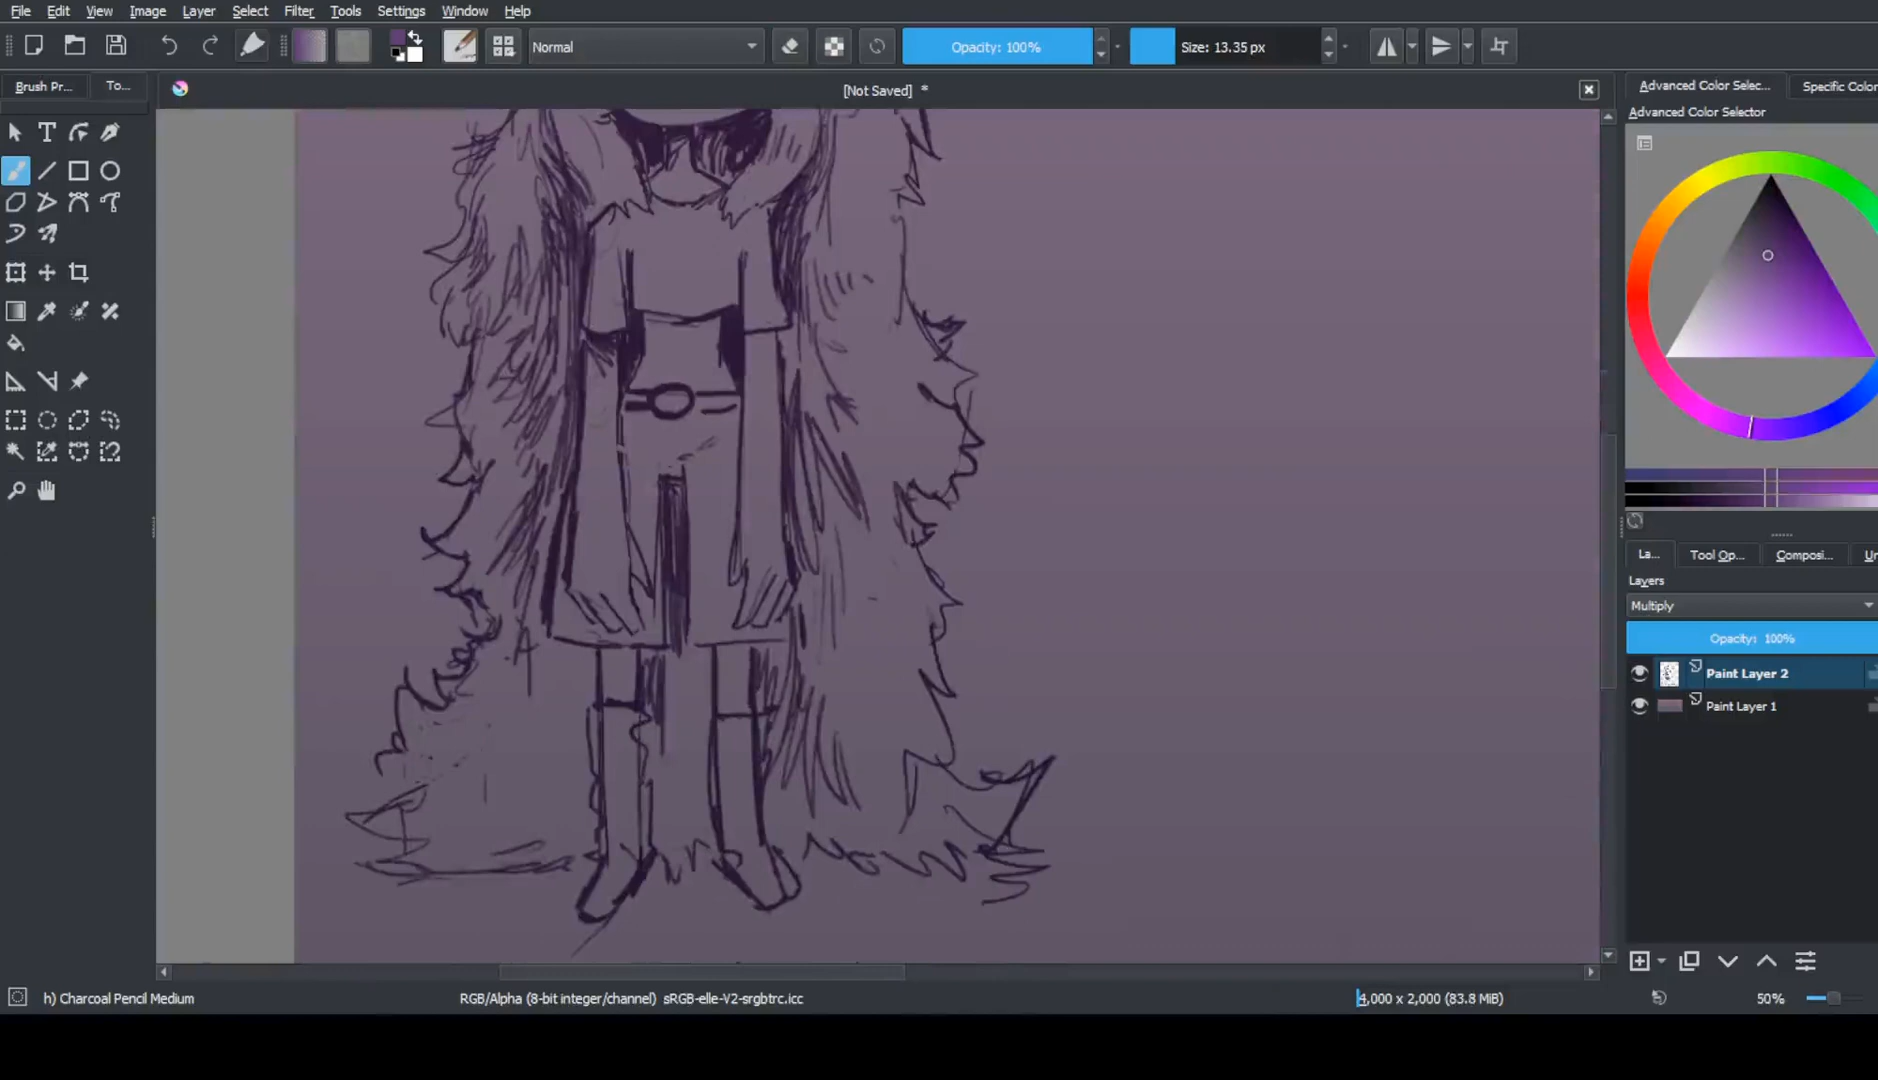 File Edit View Image Layer Select Filter Tools Settings Window Help
Normal Opacity: 100% Size: 13.35 px
Brush Pr... To... [Not Saved] * Advanced Color Selec... Specific Color
Advanced Color Selector
La... Tool Op... Composi... Un
Layers
Multiply
Opacity: 100%
Paint Layer 2
Paint Layer 1
h) Charcoal Pencil Medium RGB/Alpha (8-bit integer/channel) sRGB-elle-V2-srgbtrc.icc 4,000 x 2,000 (83.8 MiB) 50%